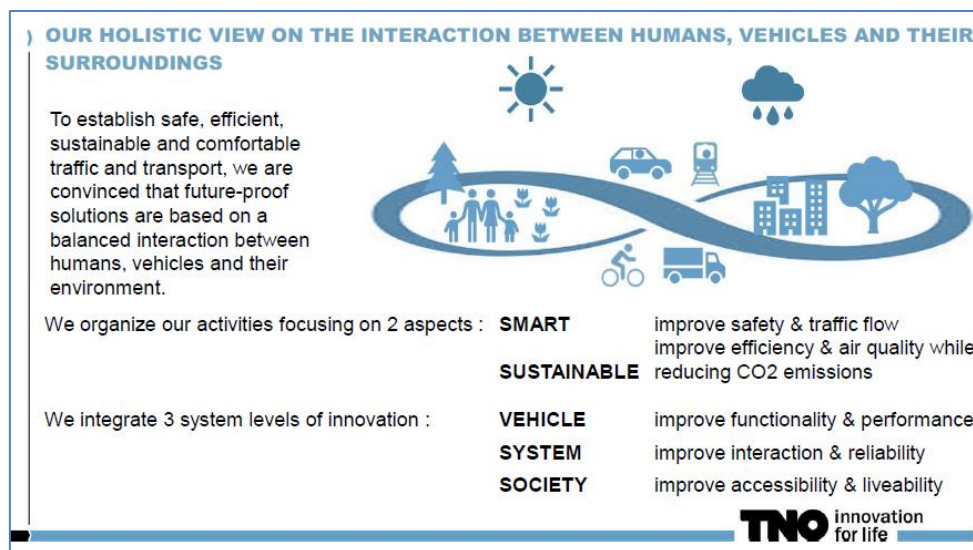 OUR HOLISTIC VIEW ON THE INTERACTION BETWEEN HUMANS, VEHICLES AND THEIR
SURROUNDINGS
To establish safe, efficient,
sustainable and comfortable
traffic and transport, we are
convinced that future-proof
solutions are based on a
balanced interaction between
humans, vehicles and their
environment.
We organize our activities focusing on 2 aspects : SMART improve safety & traffic flow
SUSTAINABLE improve efficiency & air quality while
reducing CO2 emissions
We integrate 3 system levels of innovation : VEHICLE improve functionality & performance
SYSTEM improve interaction & reliability
SOCIETY improve accessibility & liveability
TNO innovation
for life